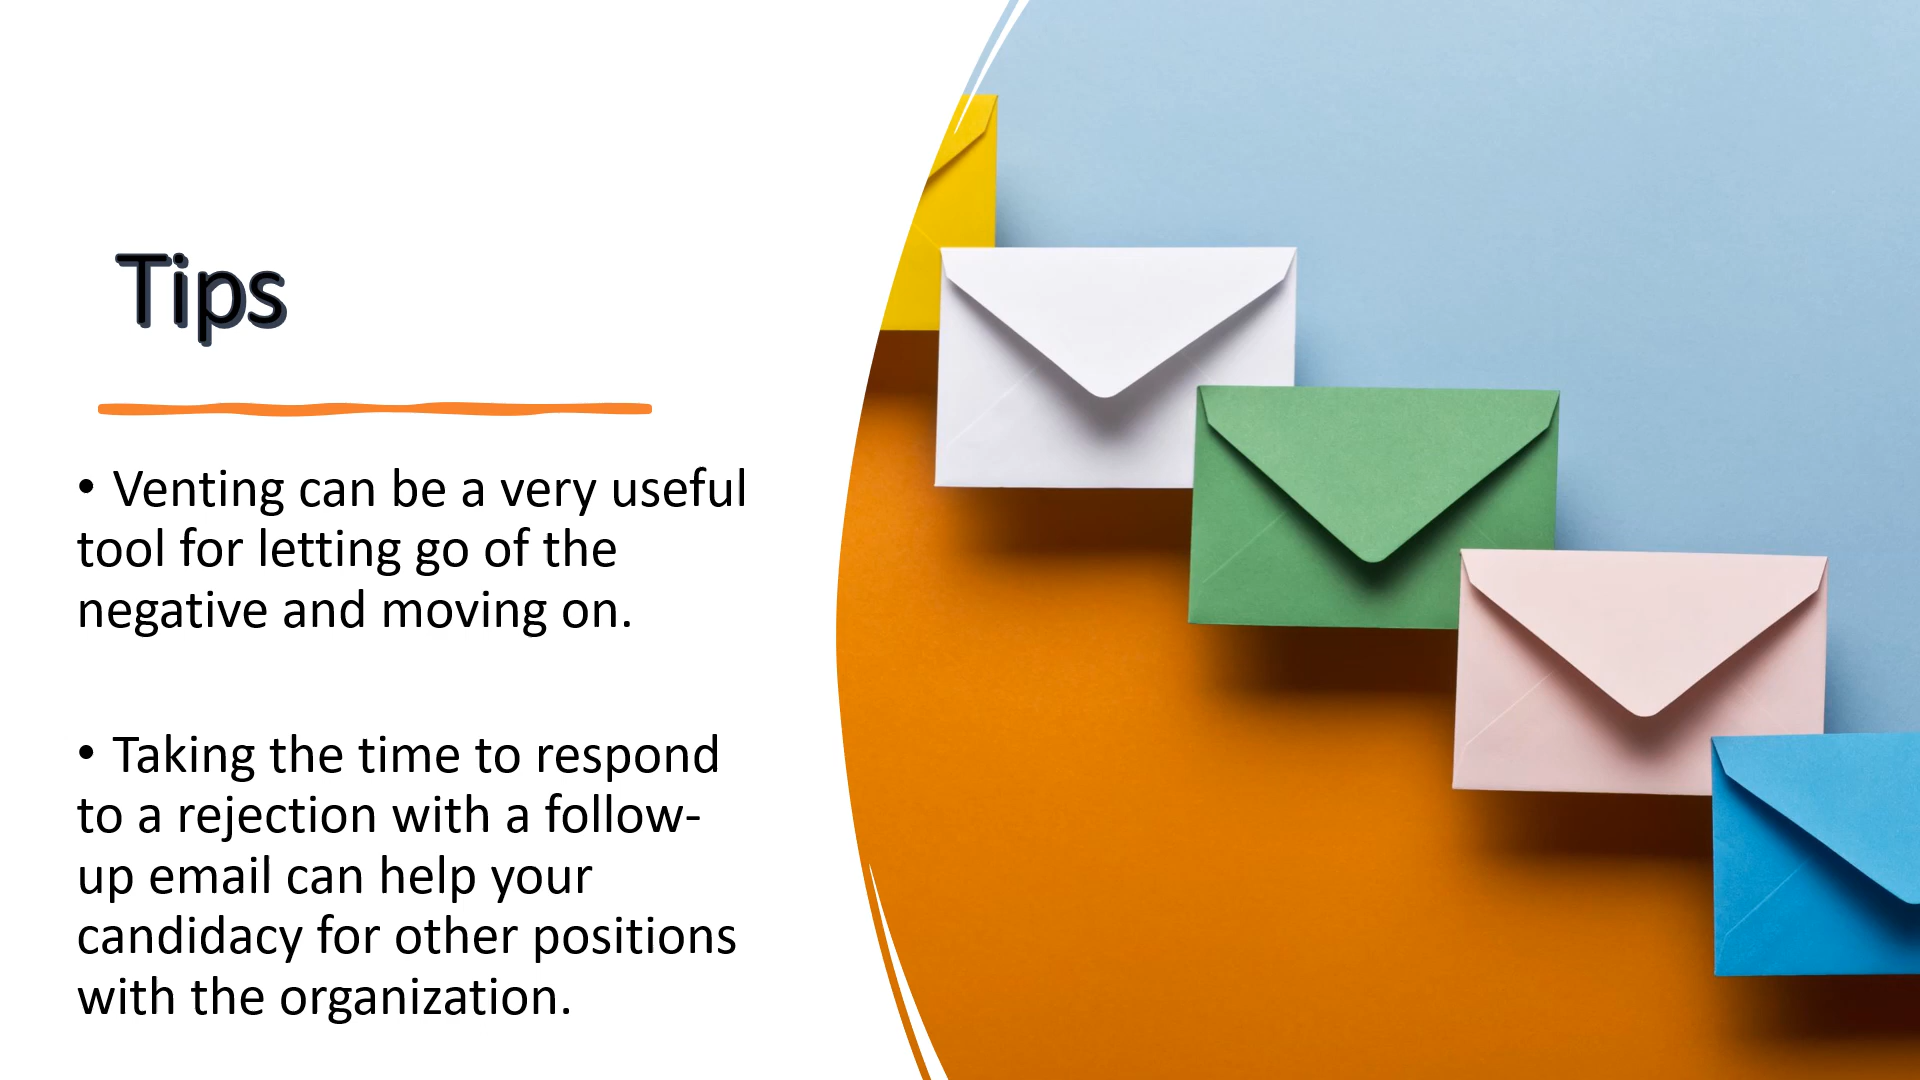 Tips
• Venting can be a very useful
tool for letting go of the
negative and moving on.
• Taking the time to respond
to a rejection with a follow-
up email can help your
candidacy for other positions
with the organization.